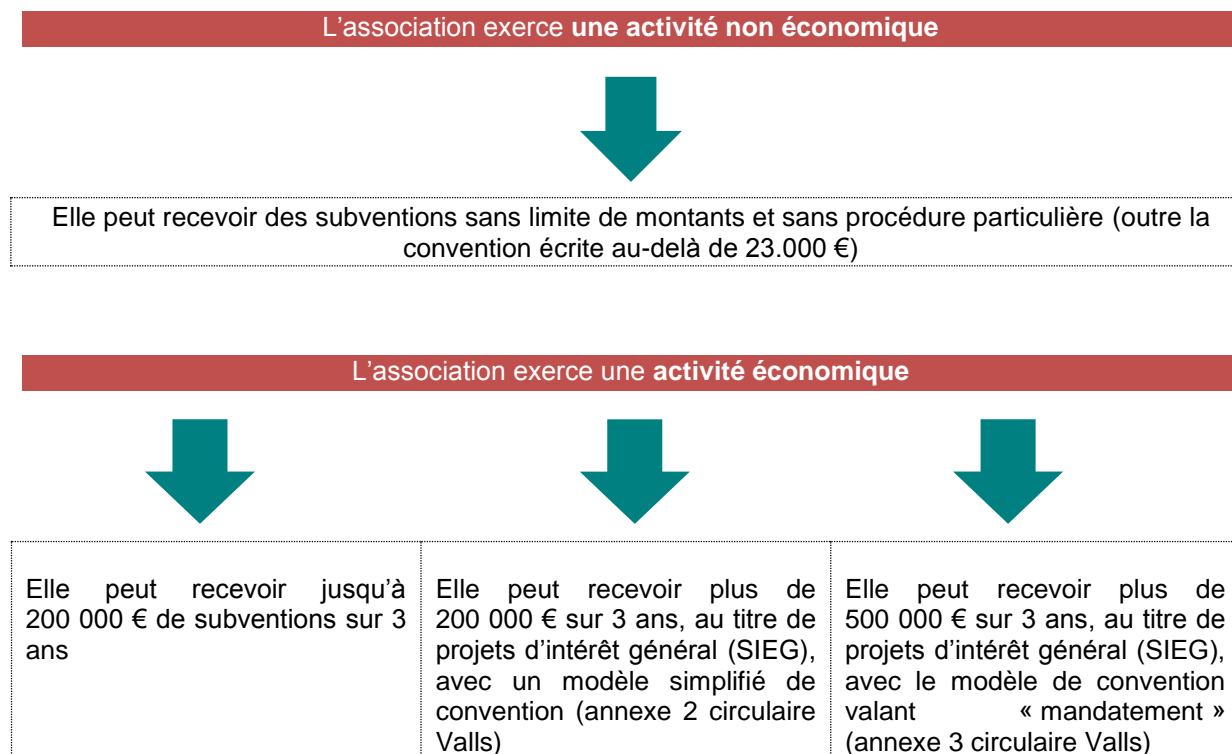 L'association exerce une activité non économique
Elle peut recevoir des subventions sans limite de montants et sans procédure particulière (outre la
convention écrite au-delà de 23.000 €)
L'association exerce une activité économique
Elle peut recevoir jusqu'à
200 000 € de subventions sur 3
ans
Elle peut recevoir plus de
200 000 € sur 3 ans, au titre de
projets d'intérêt général (SIEG),
avec un modèle simplifié de
convention (annexe 2 circulaire
Valls)
Elle peut recevoir plus de
500 000 € sur 3 ans, au titre de
projets d'intérêt général (SIEG),
avec le modèle de convention
valant « mandatement »
(annexe 3 circulaire Valls)